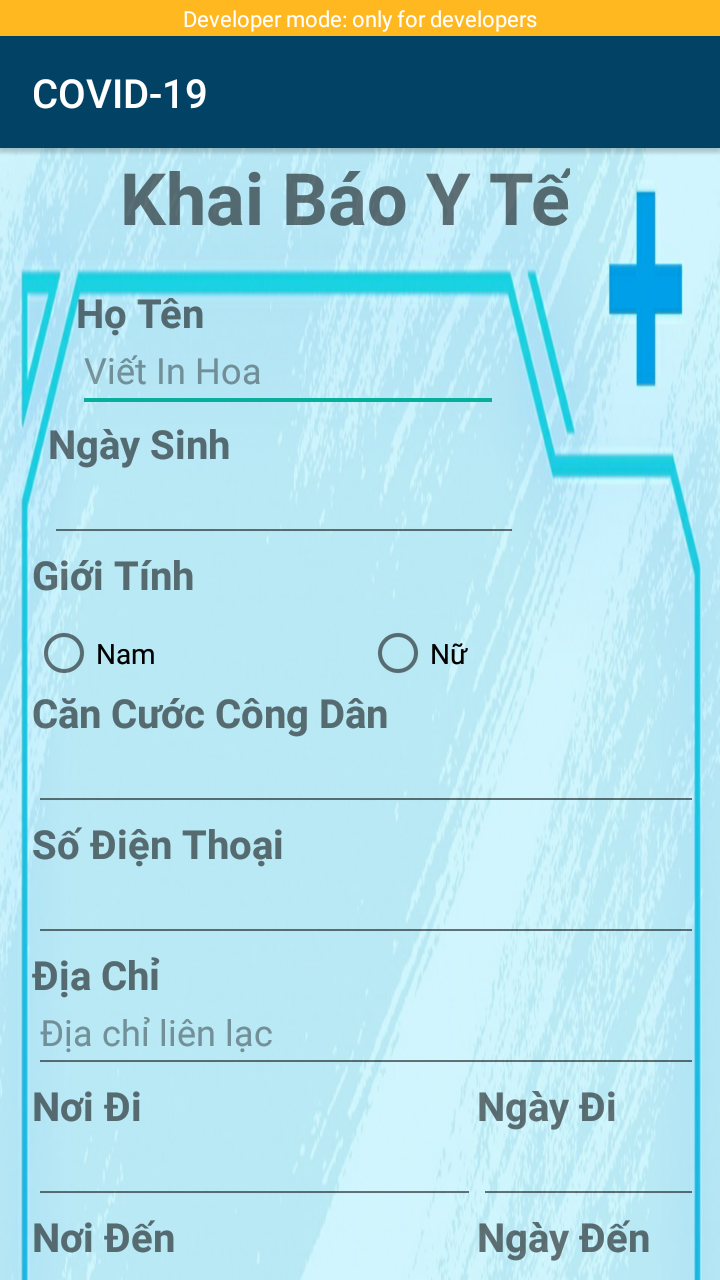 Developer mode: only for developers
COVID-19
Khai Báo Y Tế
Họ Tên
Viết In Hoa
Ngày Sinh
Giới Tính
Nam Nữ
Căn Cước Công Dân
Số Điện Thoại
Địa Chỉ
Địa chỉ liên lạc
Nơi Đi Ngày Đi
Nơi Đến Ngày Đến